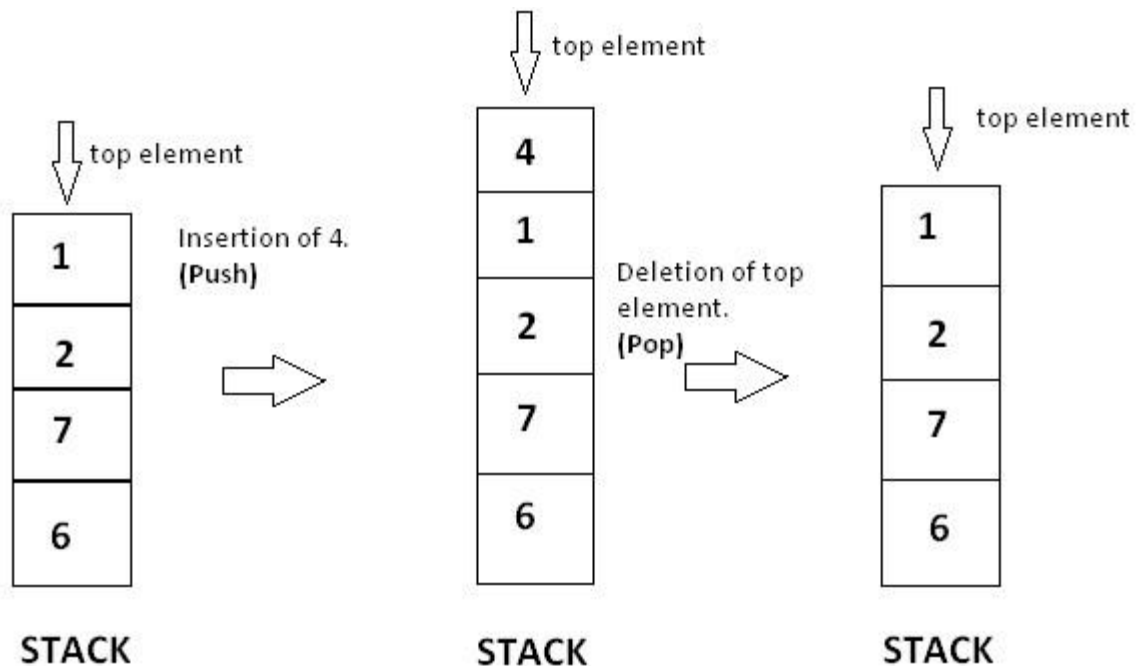 top element
1
2
7
6
STACK
Insertion of 4.
(Push)
top element
4
1
2
7
6
STACK
Deletion of top
element.
(Pop)
top element
1
2
7
6
STACK